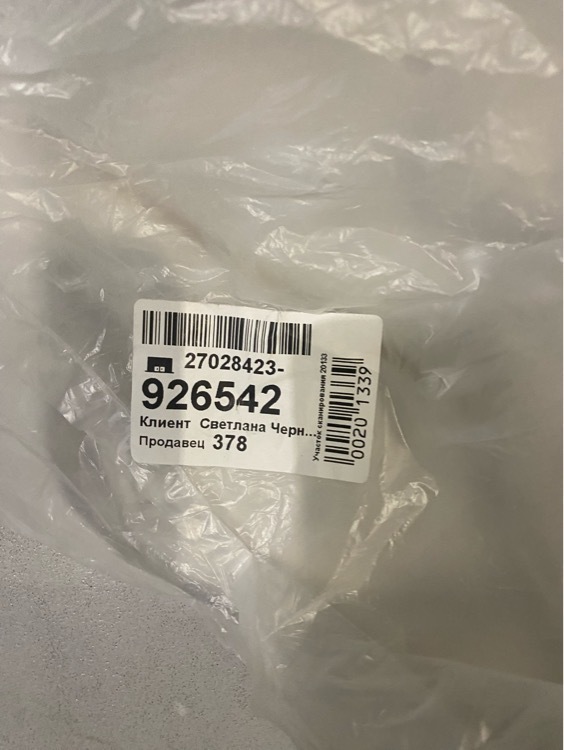 27028423-
926542
Клиент Светлана Черн...
Продавец 378
Участок сканирования 20133
0020 1339